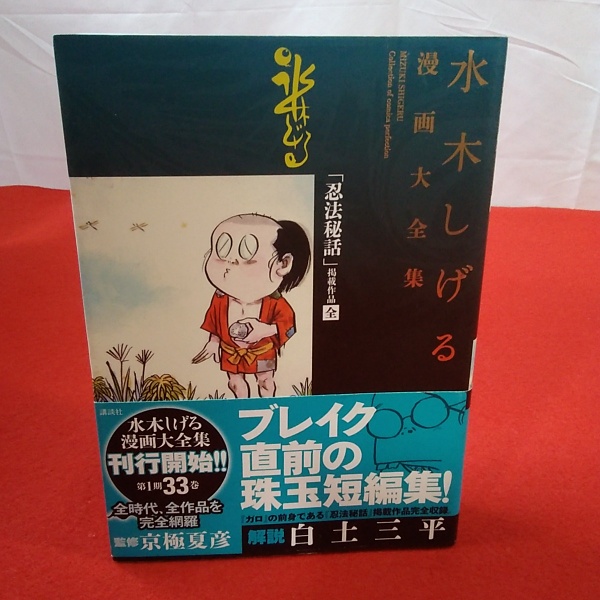 水木しげる
漫画大全集
MIZUKI SHIGERU
Collection of comics perfection
水木しげる
「忍法秘話」掲載作品 全
講談社
水木しげる
漫画大全集
刊行開始!!
第1期33巻
全時代、全作品を
完全網羅
監修 京極夏彦
ブレイク
直前の
珠玉短編集!
『ガロ』の前身である『忍法秘話』掲載作品完全収録。
解説 白土三平